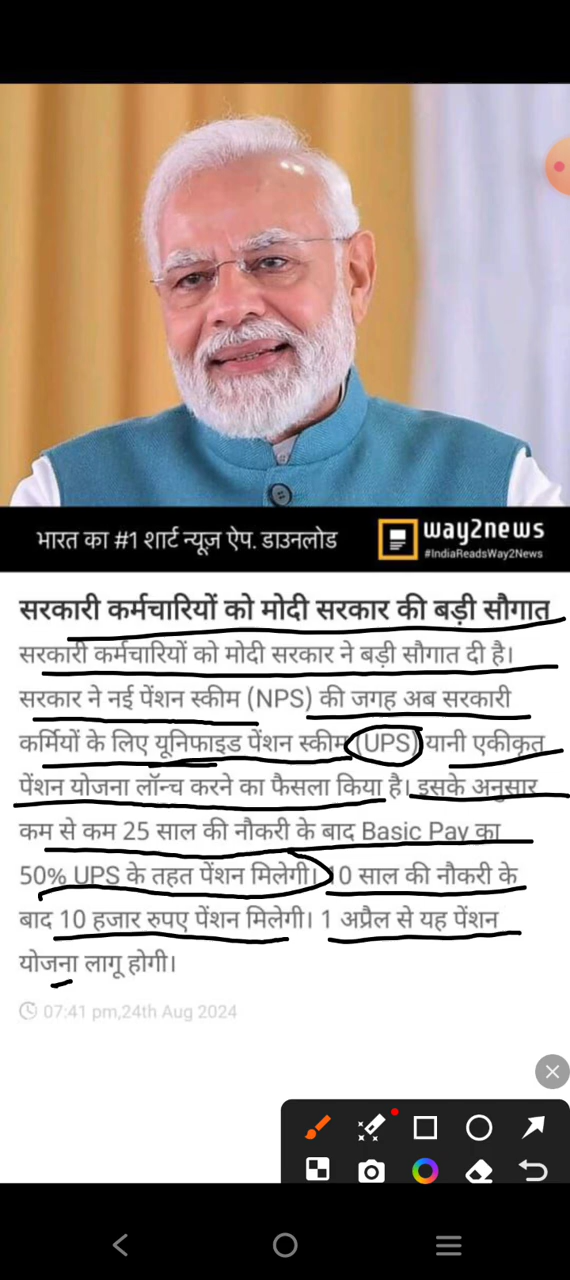 भारत का #1 शार्ट न्यूज़ ऐप. डाउनलोड
way2news
#IndiaReadsWay2News
सरकारी कर्मचारियों को मोदी सरकार की बड़ी सौगात
सरकारी कर्मचारियों को मोदी सरकार ने बड़ी सौगात दी है।
सरकार ने नई पेंशन स्कीम (NPS) की जगह अब सरकारी
कर्मियों के लिए यूनिफाइड पेंशन स्कीम (UPS) यानी एकीकृत
पेंशन योजना लॉन्च करने का फैसला किया है। इसके अनुसार
कम से कम 25 साल की नौकरी के बाद Basic Pay का
50% UPS के तहत पेंशन मिलेगी। 10 साल की नौकरी के
बाद 10 हजार रुपए पेंशन मिलेगी। 1 अप्रैल से यह पेंशन
योजना लागू होगी।
07:41 pm,24th Aug 2024